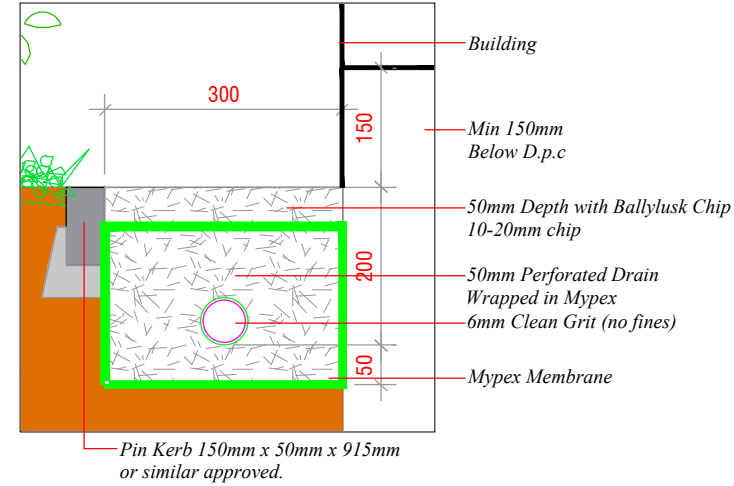 Building
300
150
Min 150mm
Below D.p.c
50mm Depth with Ballylusk Chip
10-20mm chip
200
50mm Perforated Drain
Wrapped in Mypex
6mm Clean Grit (no fines)
50
Mypex Membrane
Pin Kerb 150mm x 50mm x 915mm
or similar approved.